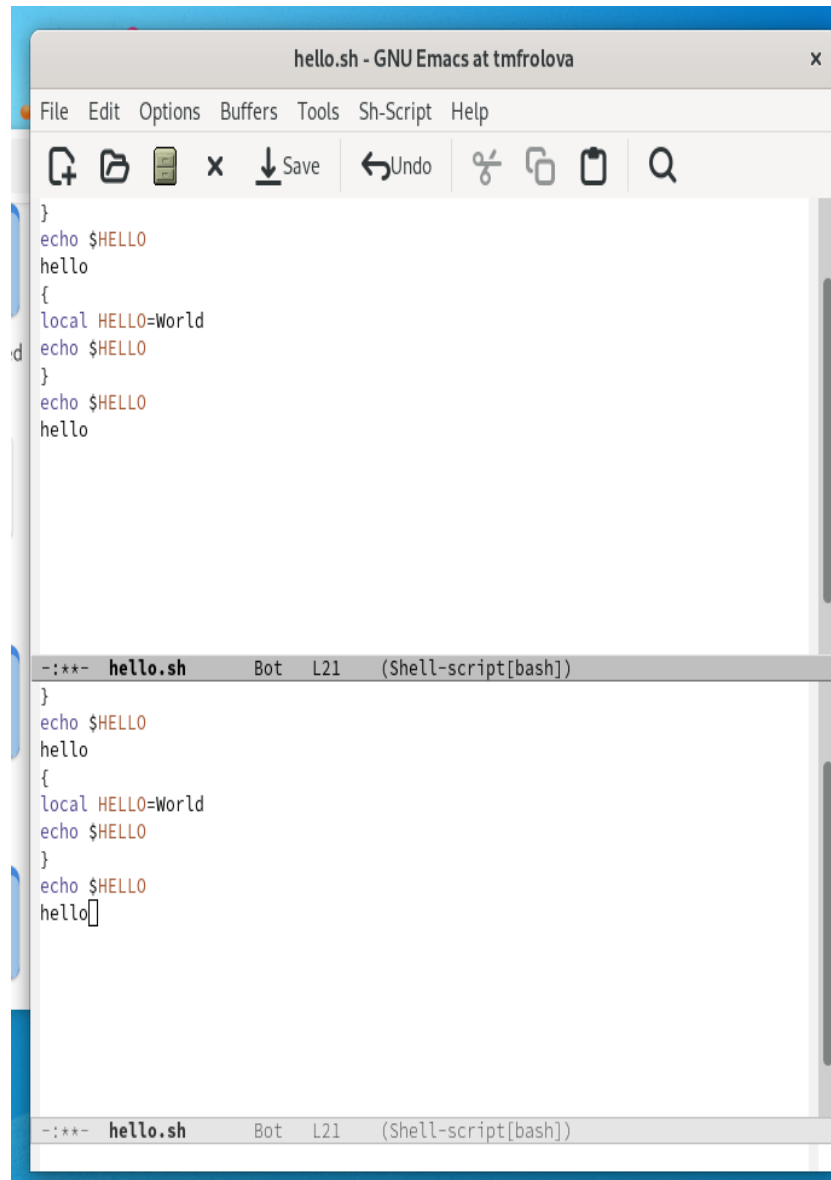 hello.sh - GNU Emacs at tmfrolova
File Edit Options Buffers Tools Sh-Script Help
Save Undo
}
echo $HELLO
hello
{
local HELLO=World
echo $HELLO
}
echo $HELLO
hello
-:**- hello.sh Bot L21 (Shell-script[bash])
}
echo $HELLO
hello
{
local HELLO=World
echo $HELLO
}
echo $HELLO
hello
-:**- hello.sh Bot L21 (Shell-script[bash])